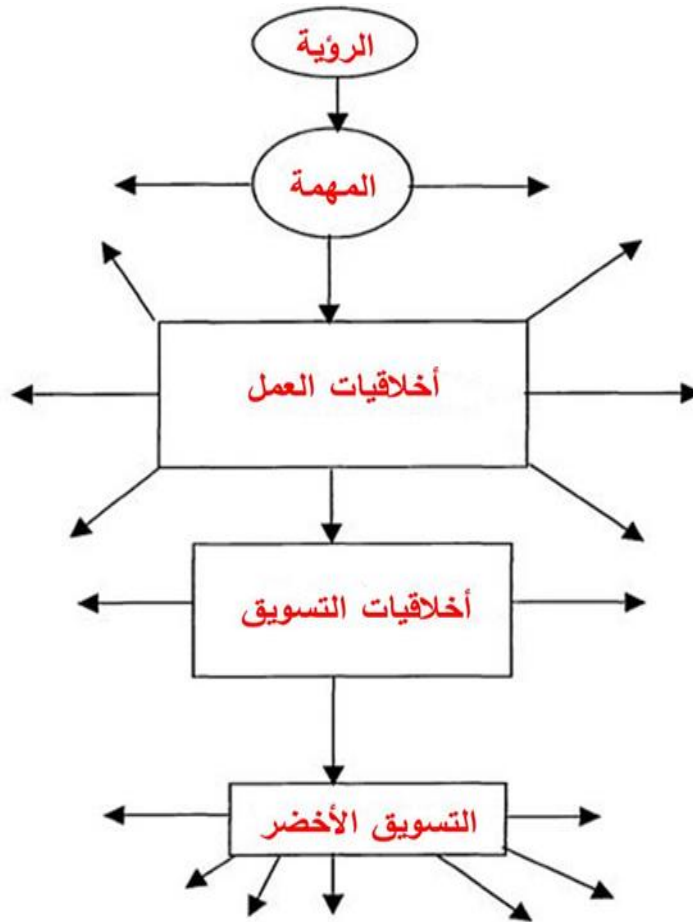 الرؤية
المهمة
أخلاقيات العمل
أخلاقيات التسويق
التسويق الأخضر